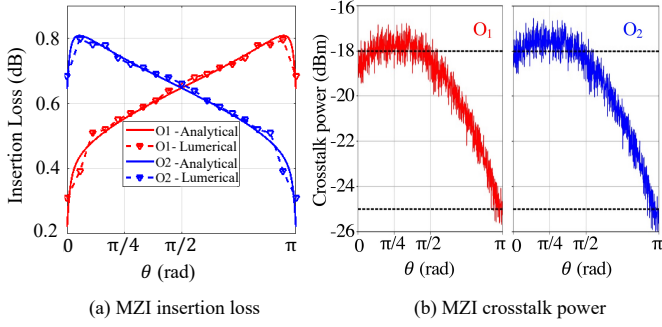 Insertion Loss (dB)
0.8
0.6
0.4
0.2
O1 -Analytical
O1- Lumerical
O2 -Analytical
O2 - Lumerical
0
π/4
π/2
π
θ (rad)
(a) MZI insertion loss
Crosstalk power (dBm)
-16
-18
-20
-22
-24
-26
O1
0
π/4
π/2
π
θ (rad)
O2
0
π/4
π/2
π
θ (rad)
(b) MZI crosstalk power